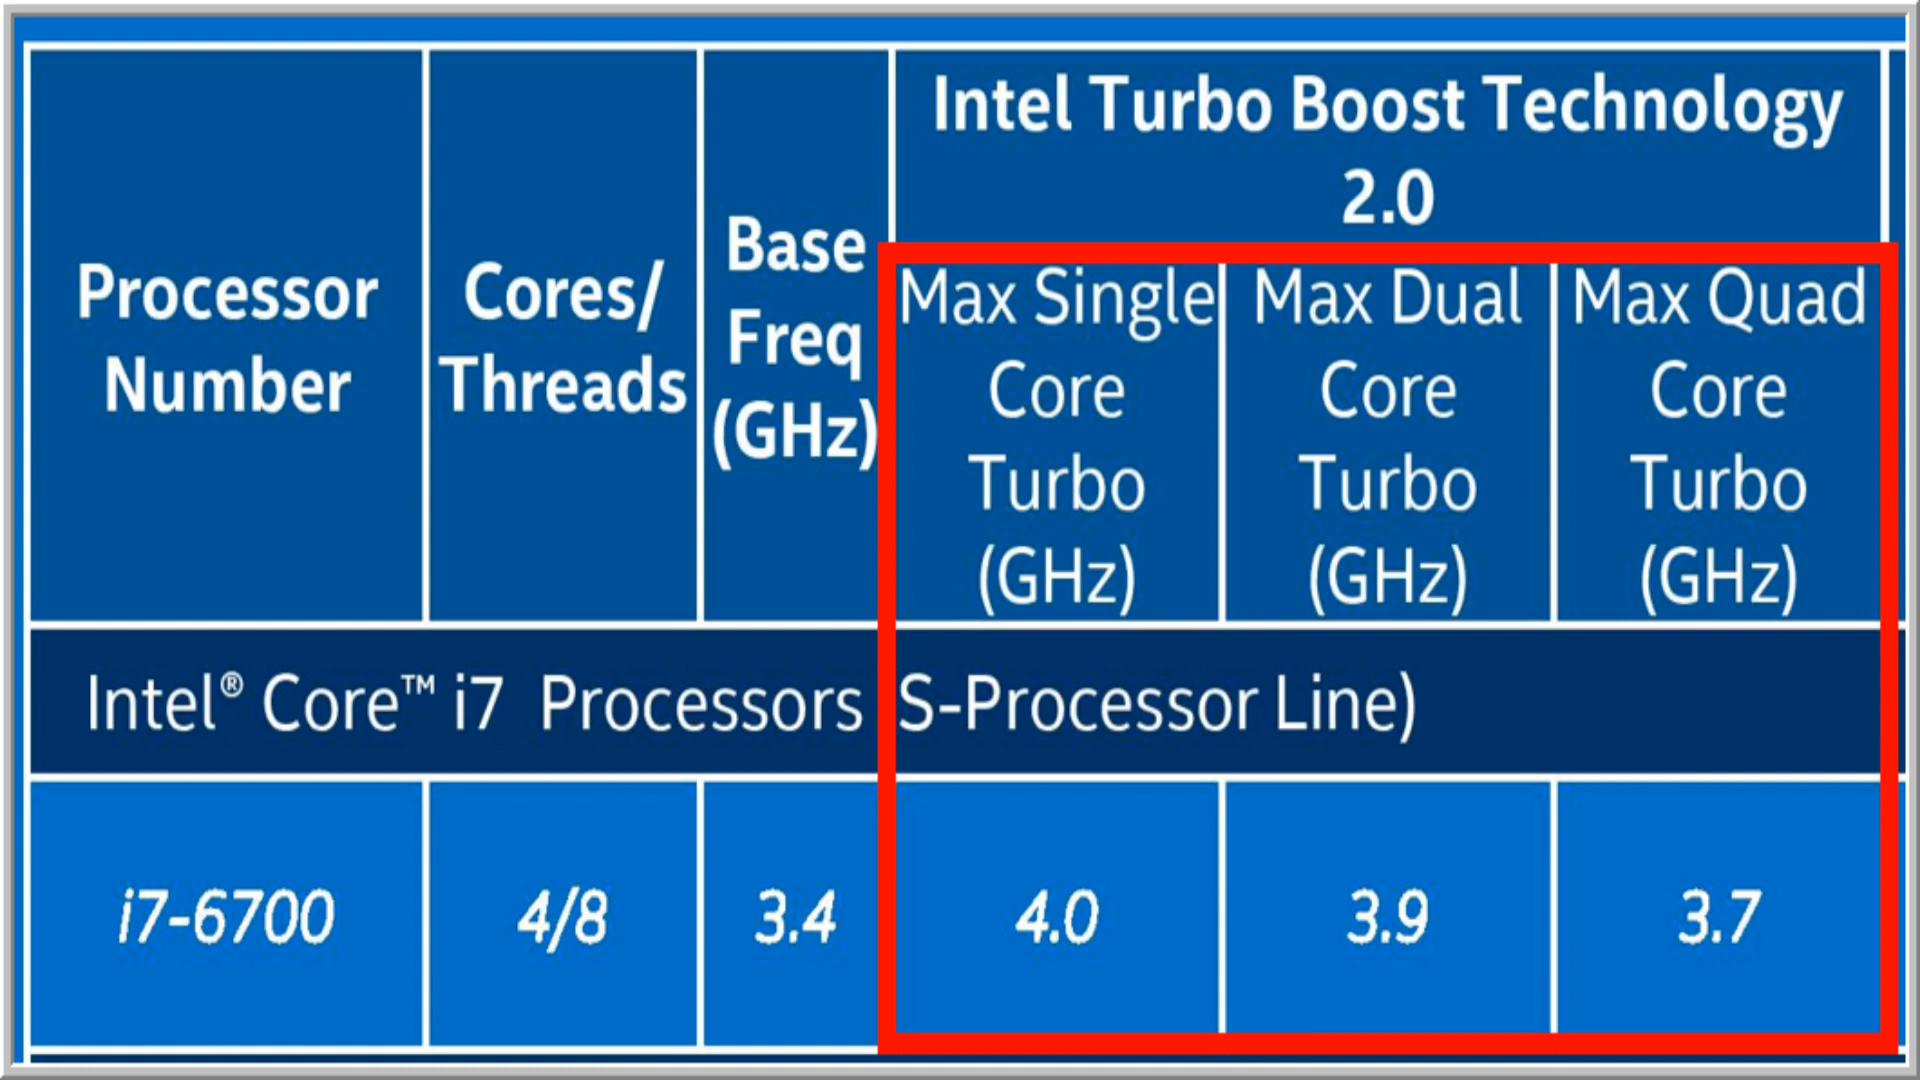 Processor
Number
Cores/
Threads
Base
Freq
(GHz)
Intel Turbo Boost Technology
2.0
Max Single
Core
Turbo
(GHz)
Max Dual
Core
Turbo
(GHz)
Max Quad
Core
Turbo
(GHz)
Intel® Core™ i7 Processors S-Processor Line)
i7-6700
4/8
3.4
4.0
3.9
3.7